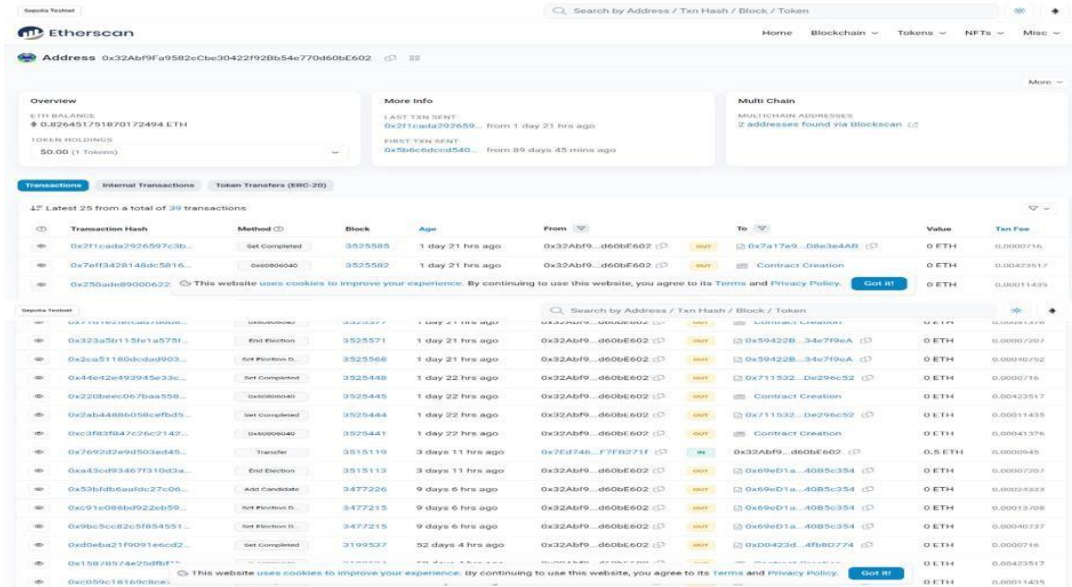 Sepolia Testnet
Search by Address / Txn Hash / Block / Token
Etherscan
Home Blockchain Tokens NFTs Misc
Address 0x32Abf9Fa9582cCbe30422f92Bb54e770d60bE602
More
Overview
ETH BALANCE
0.826451751870172494 ETH
TOKEN HOLDINGS
$0.00 (1 Tokens)
More Info
LAST TXN SENT
0x2f1cada292659... from 1 day 21 hrs ago
FIRST TXN SENT
0x5b6c6dccd540... from 89 days 45 mins ago
Multi Chain
MULTICHAIN ADDRESSES
2 addresses found via Blockscan
Transactions Internal Transactions Token Transfers (ERC-20)
Latest 25 from a total of 39 transactions
Transaction Hash Method Block Age From To Value Txn Fee
0x2f1cada2926597c3b... Set Completed 3525585 1 day 21 hrs ago 0x32Abf9...d60bE602 OUT 0x7a17e9...D8e3e4AB 0 ETH 0.0000716
0x7eff3428148dc5816... 0x60806040 3525582 1 day 21 hrs ago 0x32Abf9...d60bE602 OUT Contract Creation 0 ETH 0.00423517
0x250ade89000622 0 ETH 0.00011435
This website uses cookies to improve your experience. By continuing to use this website, you agree to its Terms and Privacy Policy. Got it!
Sepolia Testnet
Search by Address / Txn Hash / Block / Token
0x323a5b115fe1a575f... End Election 3525571 1 day 21 hrs ago 0x32Abf9...d60bE602 OUT 0x59422B...34e7f9eA 0 ETH 0.00007207
0x2ca51180dcdad903... Set Election D... 3525568 1 day 21 hrs ago 0x32Abf9...d60bE602 OUT 0x59422B...34e7f9eA 0 ETH 0.00040752
0x44e42e493945e33c... Set Completed 3525448 1 day 22 hrs ago 0x32Abf9...d60bE602 OUT 0x711532...De296c52 0 ETH 0.0000716
0x220beec067baa558... 0x60806040 3525445 1 day 22 hrs ago 0x32Abf9...d60bE602 OUT Contract Creation 0 ETH 0.00423517
0x2ab44886058cefbd5... Set Completed 3525444 1 day 22 hrs ago 0x32Abf9...d60bE602 OUT 0x711532...De296c52 0 ETH 0.00011435
0xc3f83f847c26c2142... 0x60806040 3525441 1 day 22 hrs ago 0x32Abf9...d60bE602 OUT Contract Creation 0 ETH 0.00041376
0x7692d2e9d503ed45... Transfer 3515119 3 days 11 hrs ago 0x7Ed746...F7FB271f IN 0x32Abf9...d60bE602 0.5 ETH 0.0000945
0xa43cd93467f310d3a... End Election 3515113 3 days 11 hrs ago 0x32Abf9...d60bE602 OUT 0x69eD1a...40B5c354 0 ETH 0.00007207
0x53bfdb6aafdc27c06... Add Candidate 3477226 9 days 6 hrs ago 0x32Abf9...d60bE602 OUT 0x69eD1a...40B5c354 0 ETH 0.00024333
0xc91e086bd922eb59... Set Election D... 3477215 9 days 6 hrs ago 0x32Abf9...d60bE602 OUT 0x69eD1a...40B5c354 0 ETH 0.00013708
0x9bc5cc82c5f854551... Set Election D... 3477215 9 days 6 hrs ago 0x32Abf9...d60bE602 OUT 0x69eD1a...40B5c354 0 ETH 0.00040737
0xd0eba21f9091e6cd2... Set Completed 3199537 52 days 4 hrs ago 0x32Abf9...d60bE602 OUT 0xD0423d...4fb8D774 0 ETH 0.0000716
0 ETH 0.00423517
This website uses cookies to improve your experience. By continuing to use this website, you agree to its Terms and Privacy Policy. Got it!
0xc059c18169c8ce 0 ETH 0.00011435